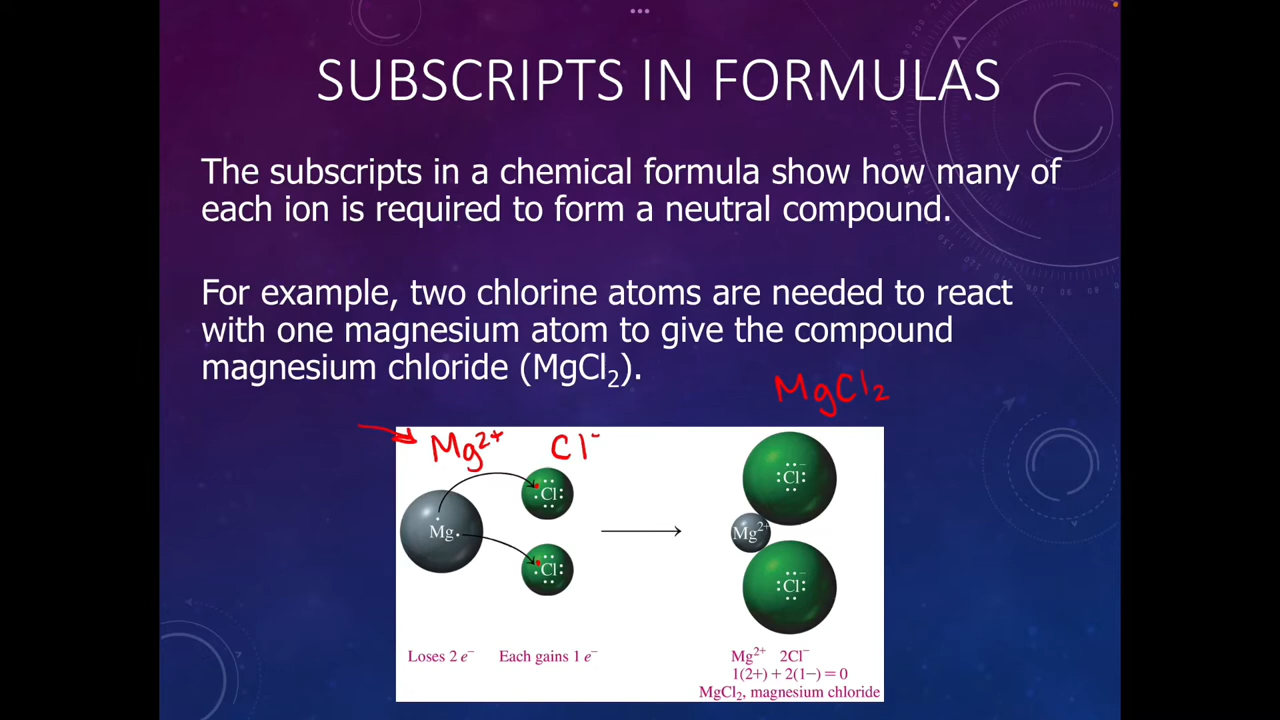 SUBSCRIPTS IN FORMULAS
The subscripts in a chemical formula show how many of
each ion is required to form a neutral compound.
For example, two chlorine atoms are needed to react
with one magnesium atom to give the compound
magnesium chloride (MgCl₂).
MgCl₂
Mg²⁺ Cl⁻
Cl
Mg
Cl
Cl⁻
Mg²⁺
Cl⁻
Loses 2 e⁻ Each gains 1 e⁻
Mg²⁺ 2Cl⁻
1(2+) + 2(1−) = 0
MgCl₂, magnesium chloride